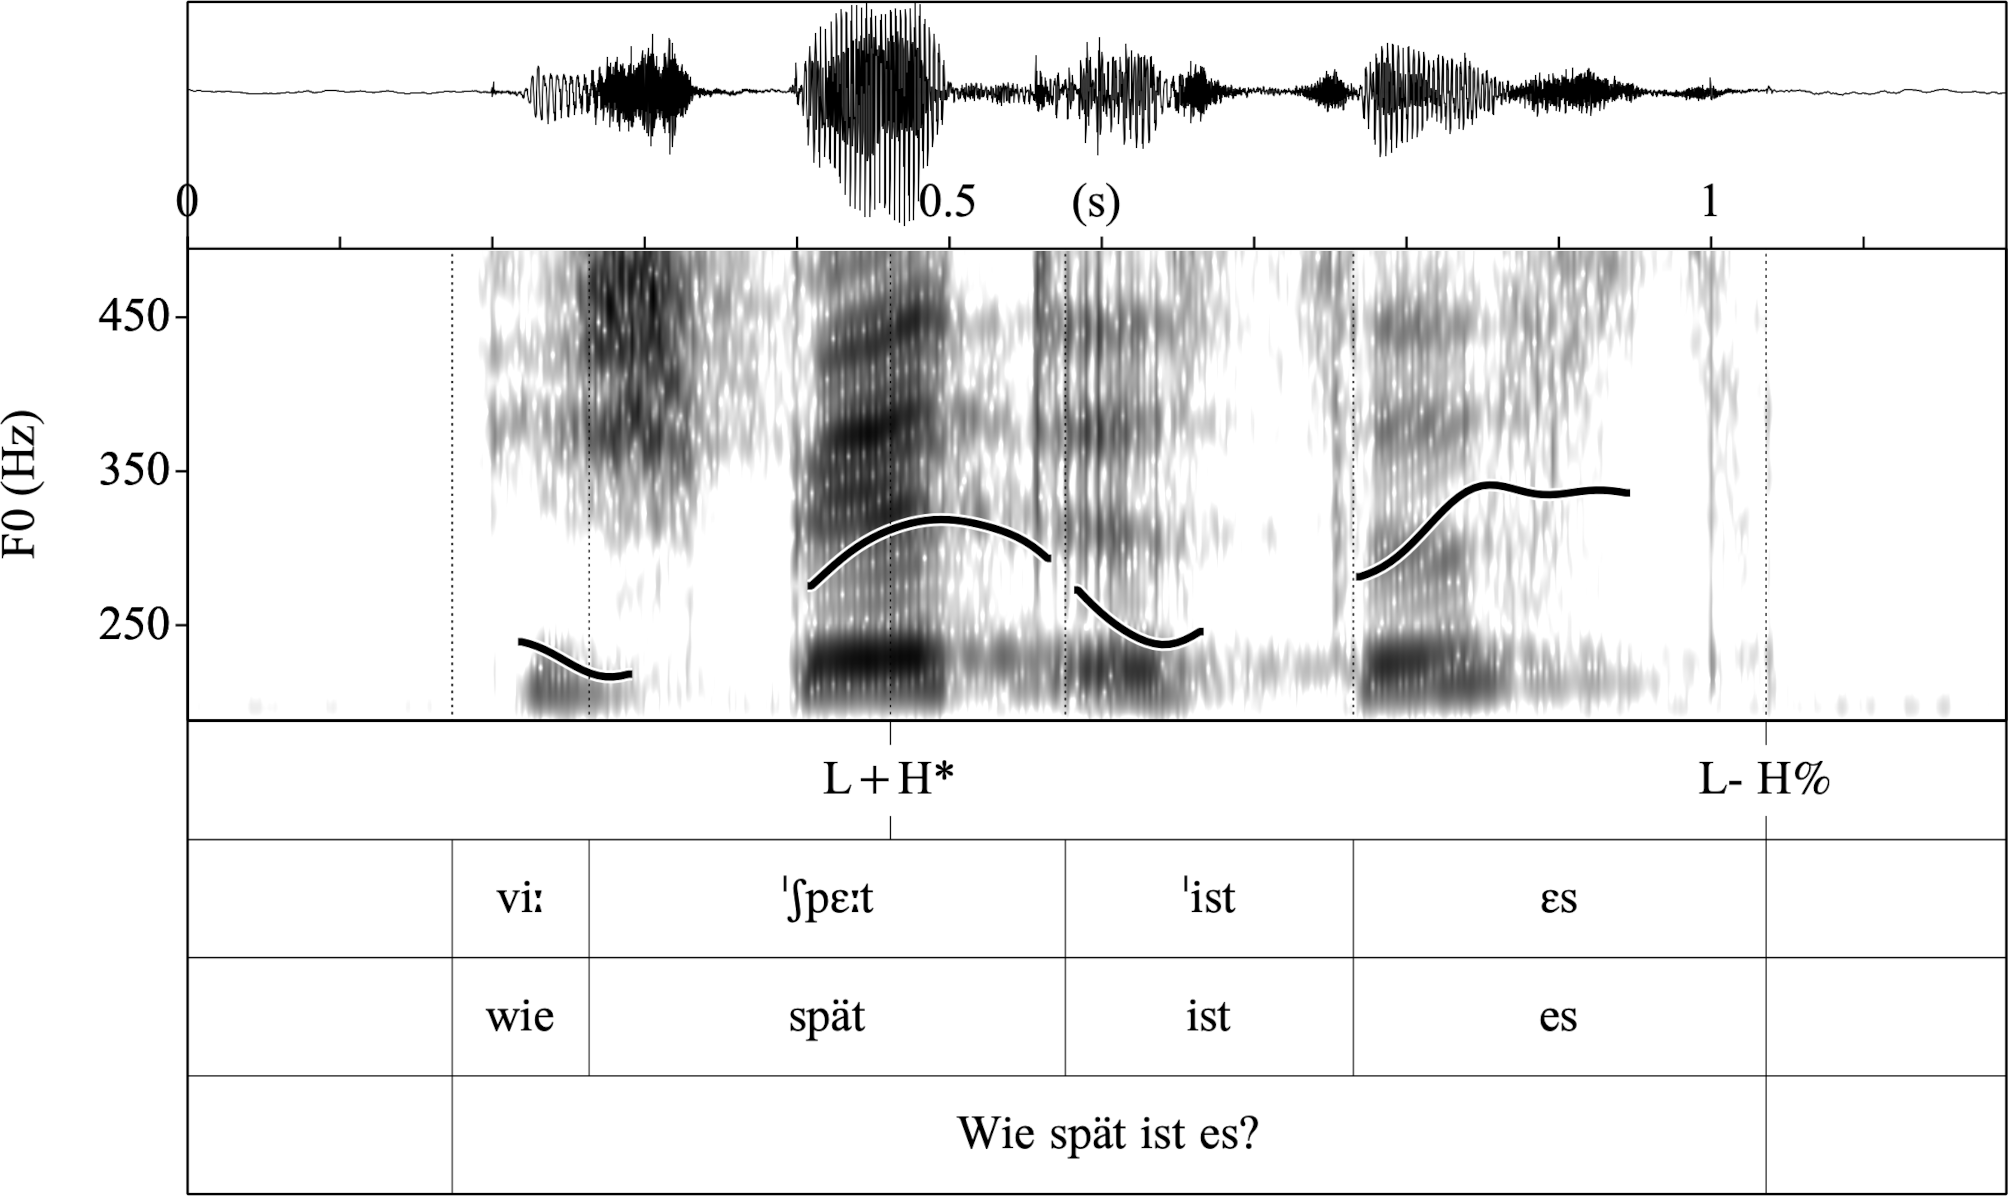 0 0.5 (s) 1
450
350
250
F0 (Hz)
L+H* L- H%
viː ˈʃpɛːt ˈist ɛs
wie spät ist es
Wie spät ist es?